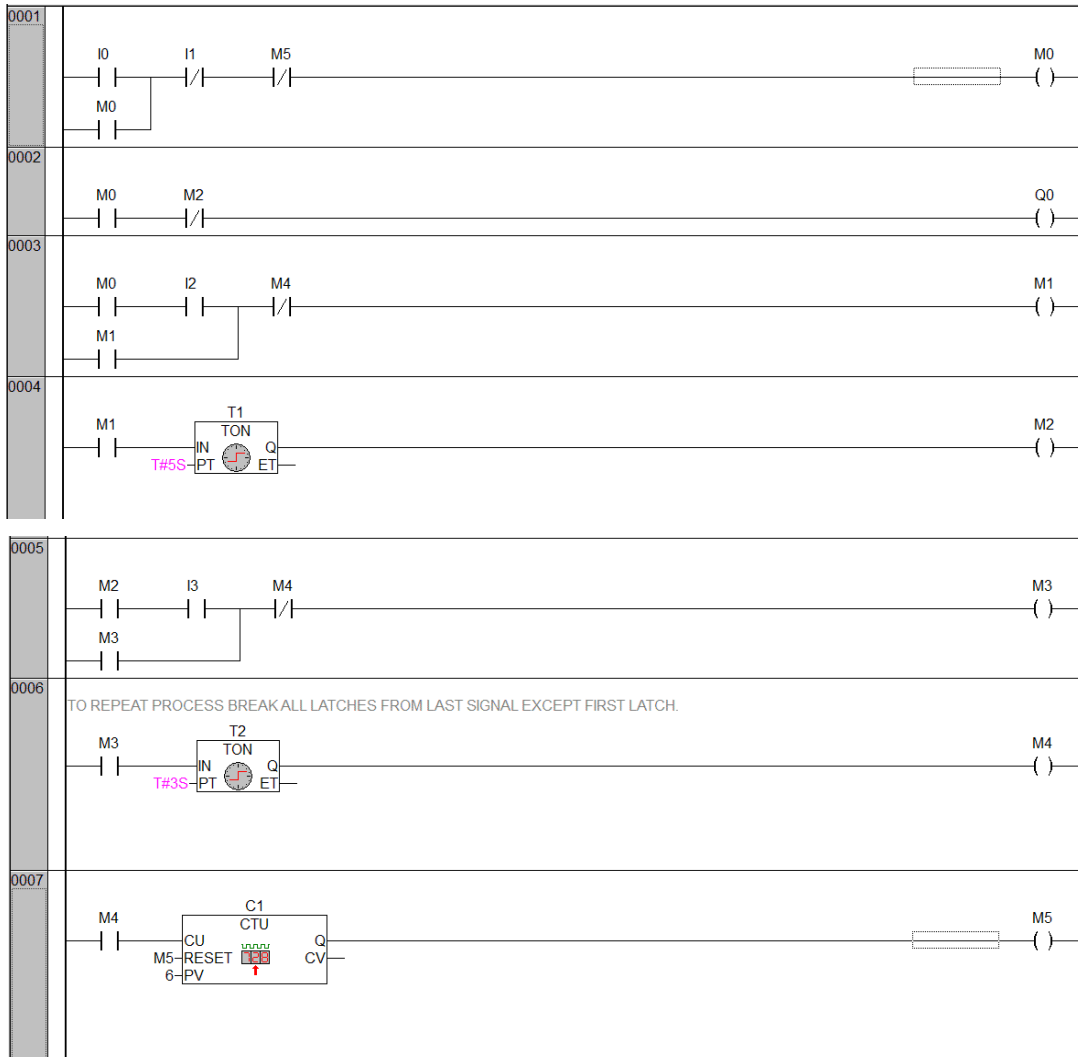 0001
I0 I1 M5 M0
M0
0002
M0 M2 Q0
0003
M0 I2 M4 M1
M1
0004
T1
M1 TON M2
IN Q
T#5S PT ET
0005
M2 I3 M4 M3
M3
0006
TO REPEAT PROCESS BREAK ALL LATCHES FROM LAST SIGNAL EXCEPT FIRST LATCH.
T2
M3 TON M4
IN Q
T#3S PT ET
0007
C1
M4 CTU M5
CU Q
M5 RESET CV
6 PV